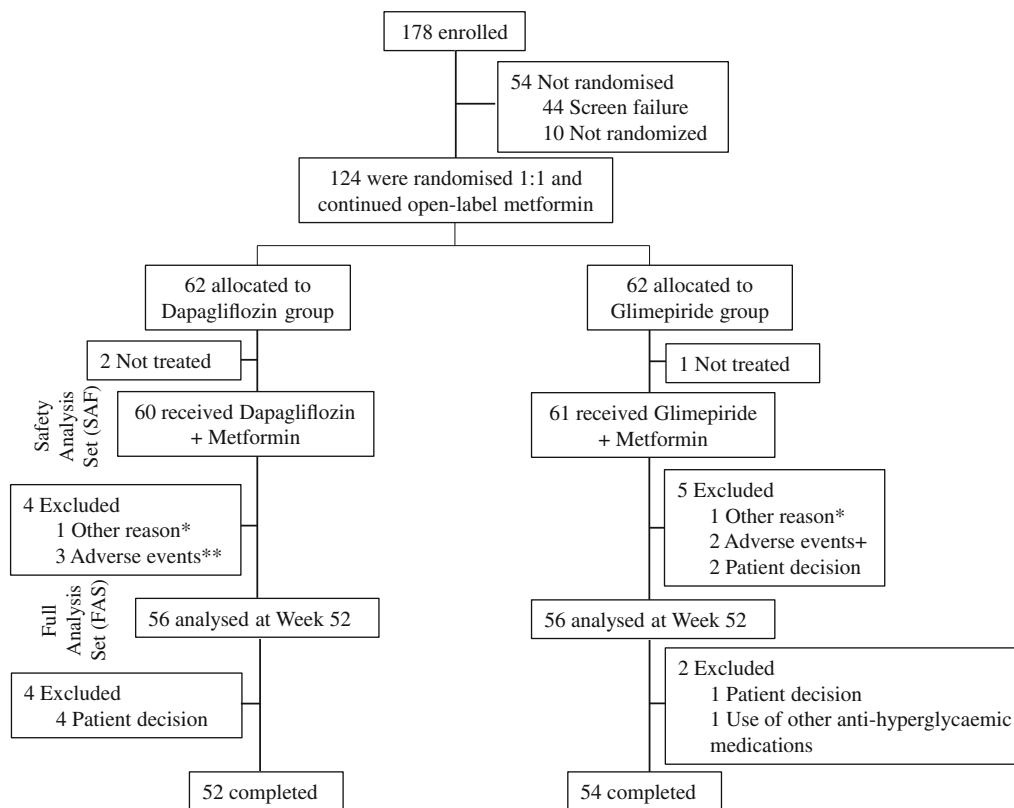 178 enrolled
54 Not randomised
44 Screen failure
10 Not randomized
124 were randomised 1:1 and
continued open-label metformin
62 allocated to
Dapagliflozin group
62 allocated to
Glimepiride group
2 Not treated
1 Not treated
Safety
Analysis
Set (SAF)
60 received Dapagliflozin
+ Metformin
61 received Glimepiride
+ Metformin
4 Excluded
1 Other reason*
3 Adverse events**
5 Excluded
1 Other reason*
2 Adverse events+
2 Patient decision
Full
Analysis
Set (FAS)
56 analysed at Week 52
56 analysed at Week 52
4 Excluded
4 Patient decision
2 Excluded
1 Patient decision
1 Use of other anti-hyperglycaemic
medications
52 completed
54 completed